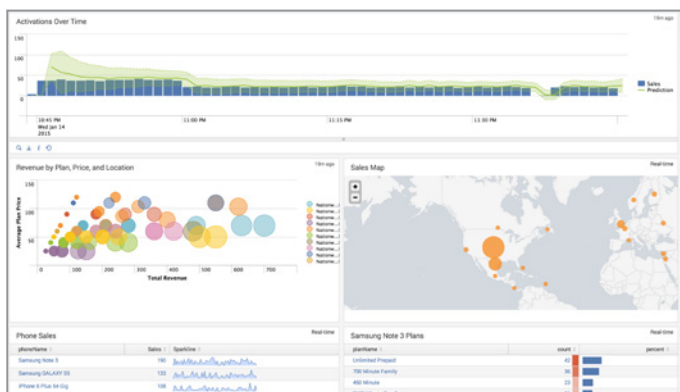 Activations Over Time
19m ago
150
100
50
0
Sales
Prediction
10:45 PM
Wed Jan 14
2015
11:00 PM
11:15 PM
11:30 PM
Revenue by Plan, Price, and Location
19m ago
150
100
50
Average Plan Price
0
100
200
300
400
500
600
700
Total Revenue
Sales Map
Real-time
+
-
Phone Sales
Real-time
phoneName
Sales
Sparkline
Samsung Note 3
190
Samsung GALAXY S5
iPhone 6 Plus 64 Gig
Samsung Note 3 Plans
Real-time
planName
count
percent
Unlimited Prepaid
42
700 Minute Family
450 Minute